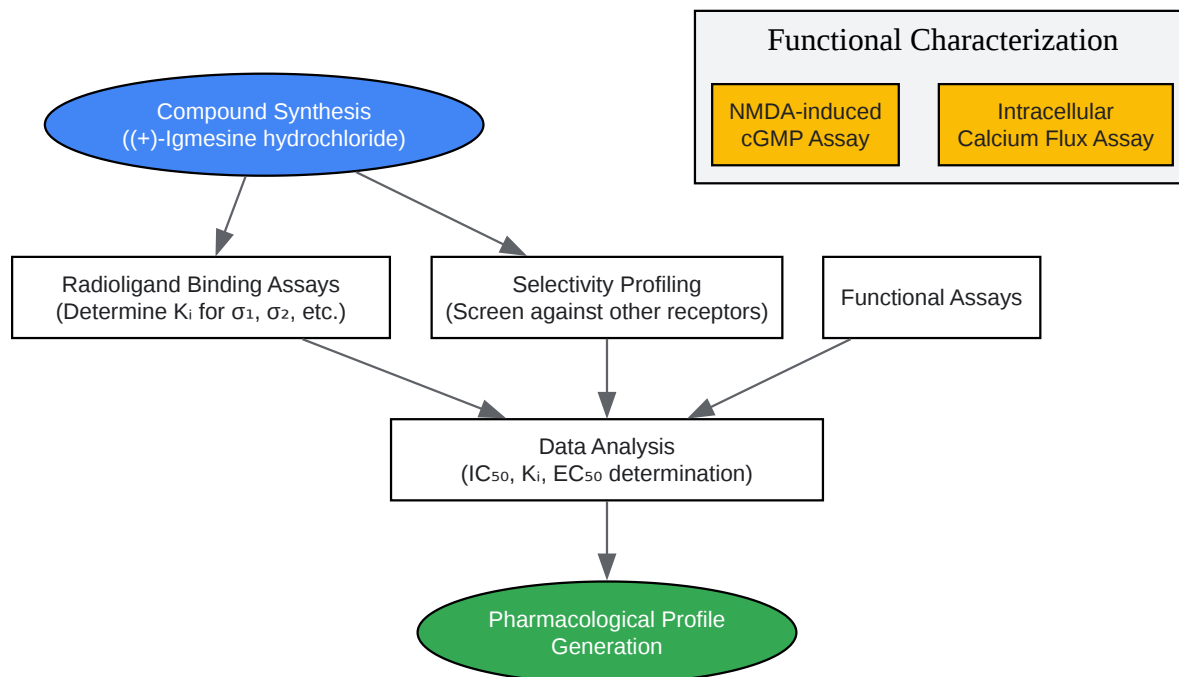 Functional Characterization
NMDA-induced
cGMP Assay
Intracellular
Calcium Flux Assay
Compound Synthesis
((+)-Igmesine hydrochloride)
Radioligand Binding Assays
(Determine Kᵢ for σ₁, σ₂, etc.)
Selectivity Profiling
(Screen against other receptors)
Functional Assays
Data Analysis
(IC₅₀, Kᵢ, EC₅₀ determination)
Pharmacological Profile
Generation